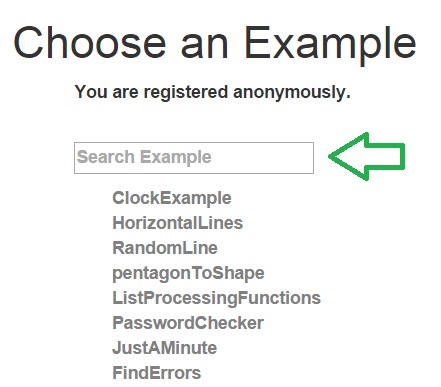 Choose an Example
You are registered anonymously.
Search Example
ClockExample
HorizontalLines
RandomLine
pentagonToShape
ListProcessingFunctions
PasswordChecker
JustAMinute
FindErrors